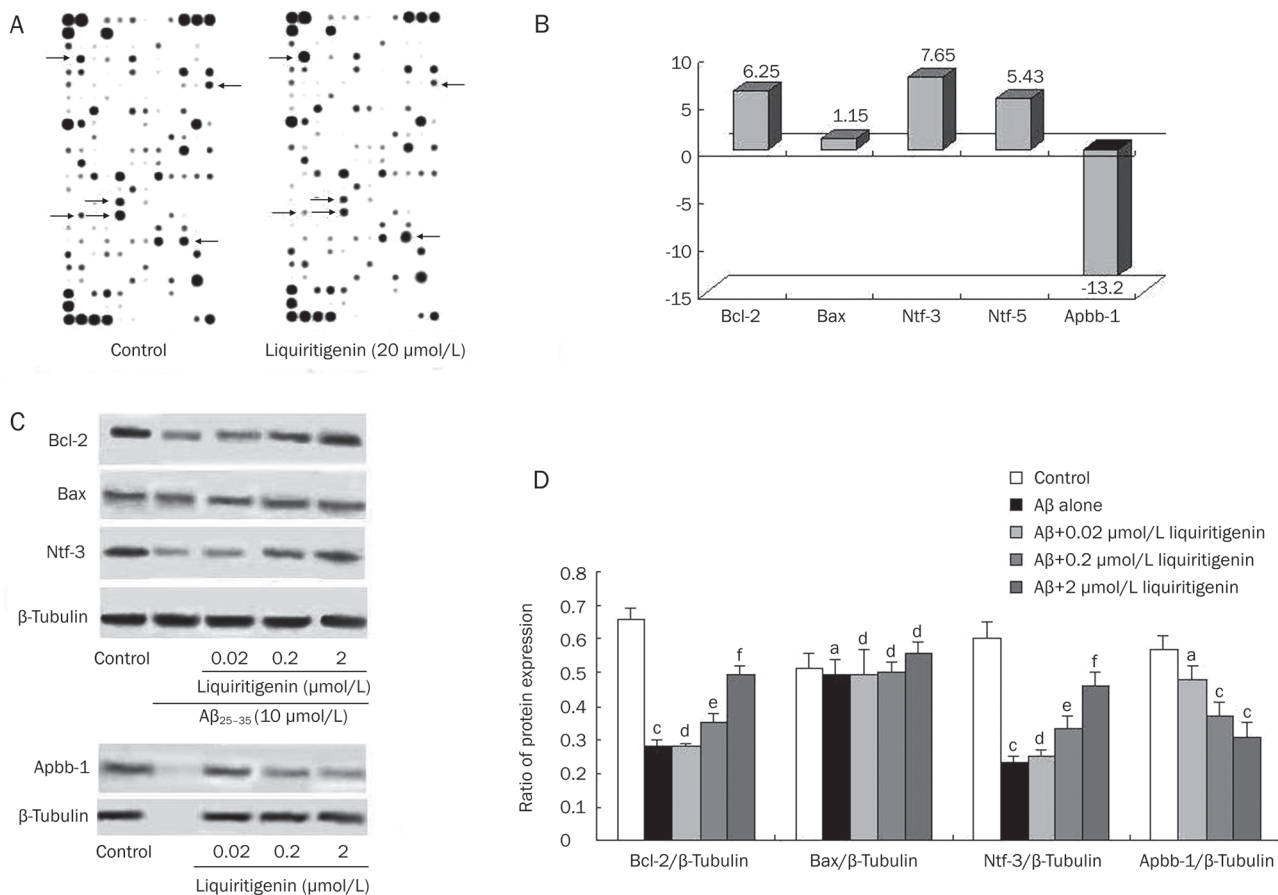 A
Control Liquiritigenin (20 μmol/L)
B
10
5
0
-5
-10
-15
6.25
1.15
7.65
5.43
-13.2
Bcl-2 Bax Ntf-3 Ntf-5 Apbb-1
C
Bcl-2
Bax
Ntf-3
β-Tubulin
Control 0.02 0.2 2
Liquiritigenin (μmol/L)
Aβ25–35 (10 μmol/L)
Apbb-1
β-Tubulin
Control 0.02 0.2 2
Liquiritigenin (μmol/L)
D
Control
Aβ alone
Aβ+0.02 μmol/L liquiritigenin
Aβ+0.2 μmol/L liquiritigenin
Aβ+2 μmol/L liquiritigenin
Ratio of protein expression
0.8
0.7
0.6
0.5
0.4
0.3
0.2
0.1
0
c d e f
a d d d
c d e f
a c c
Bcl-2/β-Tubulin Bax/β-Tubulin Ntf-3/β-Tubulin Apbb-1/β-Tubulin